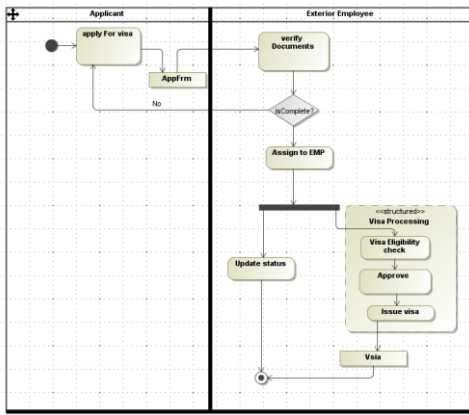 Applicant
Exterior Employee
apply For visa
verify
Documents
AppFrm
No
isComplete?
Assign to EMP
<<structured>>
Visa Processing
Visa Eligibility
check
Update status
Approve
Issue visa
Vsia